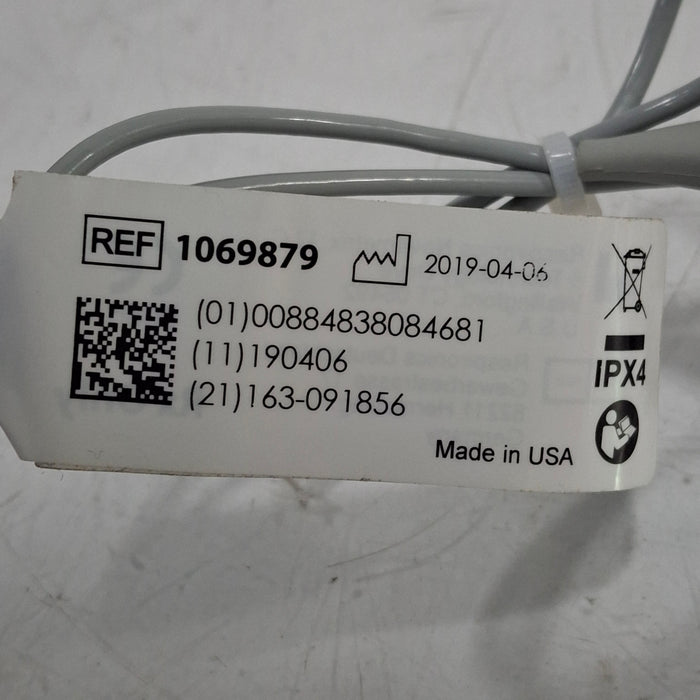 REF 1069879 2019-04-06
(01)00884838084681
(11)190406
(21)163-091856
IPX4
Made in USA